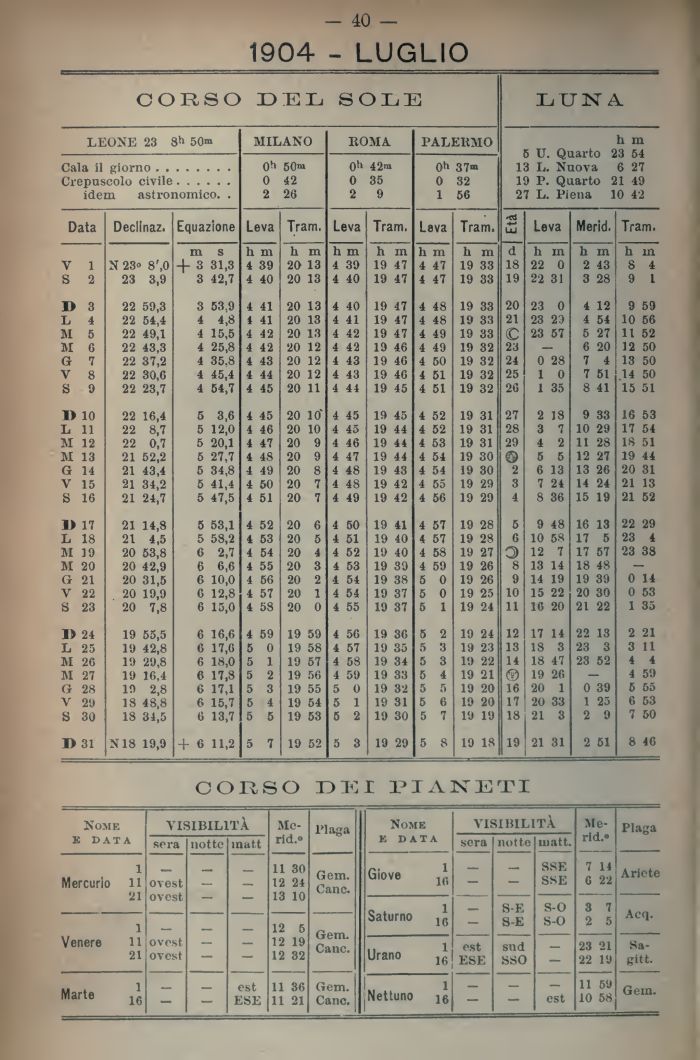 — 40 —
1904 - LUGLIO
CORSO DEL SOLE LUNA
LEONE 23 8h 50m MILANO ROMA PALERMO h m
5 U. Quarto 23 54
Cala il giorno . . . . . . . . 0h 50m 0h 42m 0h 37m 13 L. Nuova 6 27
Crepuscolo civile . . . . . . 0 42 0 35 0 32 19 P. Quarto 21 49
idem astronomico. . 2 26 2 9 1 56 27 L. Piena 10 42
Data Declinaz. Equazione Leva Tram. Leva Tram. Leva Tram. Età Leva Merid. Tram.
m s h m h m h m h m h m h m d h m h m h m
V 1 N 23o 8',0 + 3 31,3 4 39 20 13 4 39 19 47 4 47 19 33 18 22 0 2 43 8 4
S 2 23 3,9 3 42,7 4 40 20 13 4 40 19 47 4 47 19 33 19 22 31 3 28 9 1
D 3 22 59,3 3 53,9 4 41 20 13 4 40 19 47 4 48 19 33 20 23 0 4 12 9 59
L 4 22 54,4 4 4,8 4 41 20 13 4 41 19 47 4 48 19 33 21 23 29 4 54 10 56
M 5 22 49,1 4 15,5 4 42 20 13 4 42 19 47 4 49 19 33 ☾ 23 57 5 27 11 52
M 6 22 43,3 4 25,8 4 42 20 12 4 42 19 46 4 49 19 32 23 — 6 20 12 50
G 7 22 37,2 4 35.8 4 43 20 12 4 43 19 46 4 50 19 32 24 0 28 7 4 13 50
V 8 22 30,6 4 45,4 4 44 20 12 4 43 19 46 4 51 19 32 25 1 0 7 51 14 50
S 9 22 23,7 4 54,7 4 45 20 11 4 44 19 45 4 51 19 32 26 1 35 8 41 15 51
D 10 22 16,4 5 3,6 4 45 20 10 4 45 19 45 4 52 19 31 27 2 18 9 33 16 53
L 11 22 8,7 5 12,0 4 46 20 10 4 45 19 44 4 52 19 31 28 3 7 10 29 17 54
M 12 22 0,7 5 20,1 4 47 20 9 4 46 19 44 4 53 19 31 29 4 2 11 28 18 51
M 13 21 52,2 5 27,7 4 48 20 9 4 47 19 44 4 54 19 30 5 5 12 27 19 44
G 14 21 43,4 5 34,8 4 49 20 8 4 48 19 43 4 54 19 30 2 6 13 13 26 20 31
V 15 21 34,2 5 41,4 4 50 20 7 4 48 19 42 4 55 19 29 3 7 24 14 24 21 13
S 16 21 24,7 5 47,5 4 51 20 7 4 49 19 42 4 56 19 29 4 8 36 15 19 21 52
D 17 21 14,8 5 53,1 4 52 20 6 4 50 19 41 4 57 19 28 5 9 48 16 13 22 29
L 18 21 4,5 5 58,2 4 53 20 5 4 51 19 40 4 57 19 28 6 10 58 17 5 23 4
M 19 20 53,8 6 2,7 4 54 20 4 4 52 19 40 4 58 19 27 ☽ 12 7 17 57 23 38
M 20 20 42,9 6 6,6 4 55 20 3 4 53 19 39 4 59 19 26 8 13 14 18 48 —
G 21 20 31,5 6 10,0 4 56 20 2 4 54 19 38 5 0 19 26 9 14 19 19 39 0 14
V 22 20 19,9 6 12,8 4 57 20 1 4 54 19 37 5 0 19 25 10 15 22 20 30 0 53
S 23 20 7,8 6 15,0 4 58 20 0 4 55 19 37 5 1 19 24 11 16 20 21 22 1 35
D 24 19 55,5 6 16,6 4 59 19 59 4 56 19 36 5 2 19 24 12 17 14 22 13 2 21
L 25 19 42,8 6 17,6 5 0 19 58 4 57 19 35 5 3 19 23 13 18 3 23 3 3 11
M 26 19 29,8 6 18,0 5 1 19 57 4 58 19 34 5 3 19 22 14 18 47 23 52 4 4
M 27 19 16,4 6 17,8 5 2 19 56 4 59 19 33 5 4 19 21 19 26 — 4 59
G 28 19 2,8 6 17,1 5 3 19 55 5 0 19 32 5 5 19 20 16 20 1 0 39 5 55
V 29 18 48,8 6 15,7 5 4 19 54 5 1 19 31 5 6 19 20 17 20 33 1 25 6 53
S 30 18 34,5 6 13,7 5 5 19 53 5 2 19 30 5 7 19 19 18 21 3 2 9 7 50
D 31 N 18 19,9 + 6 11,2 5 7 19 52 5 3 19 29 5 8 19 18 19 21 31 2 51 8 46
CORSO DEI PIANETI
NOME E DATA VISIBILITÀ Merid.o Plaga NOME E DATA VISIBILITÀ Merid.o Plaga
sera notte matt sera notte matt.
Mercurio 1 — — — 11 30 Gem.
11 ovest — — 12 24 Canc.
21 ovest — — 13 10
Venere 1 — — — 12 5 Gem.
11 ovest — — 12 19 Canc.
21 ovest — — 12 32
Marte 1 — — est 11 36 Gem.
16 — — ESE 11 21 Canc.
Giove 1 — — SSE 7 14 Ariete
16 — — SSE 6 22
Saturno 1 — S-E S-O 3 7 Acq.
16 — S-E S-O 2 5
Urano 1 est sud — 23 21 Sa-
16 ESE SSO — 22 19 gitt.
Nettuno 1 — — — 11 59 Gem.
16 — — est 10 58